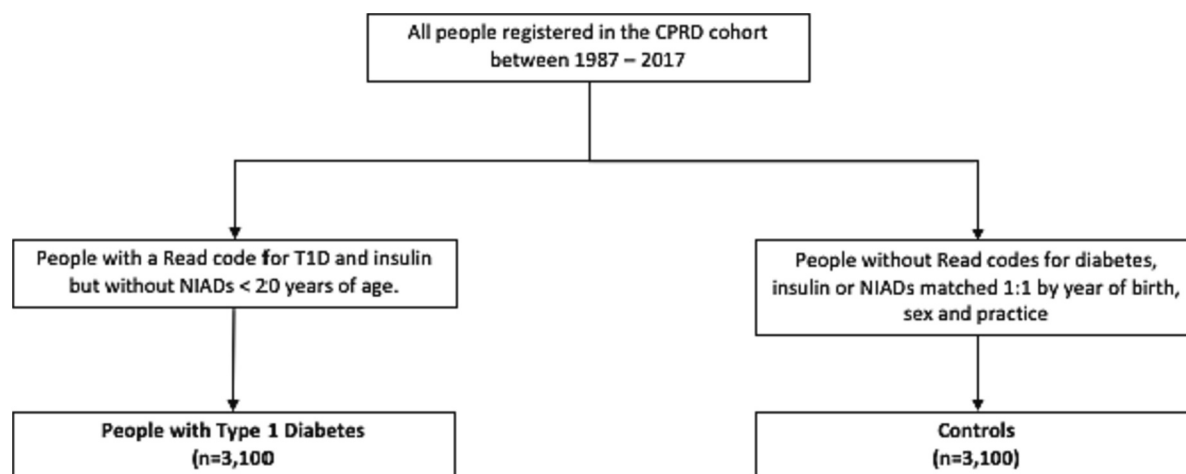 All people registered in the CPRD cohort
between 1987 – 2017
People with a Read code for T1D and insulin
but without NIADs < 20 years of age.
People without Read codes for diabetes,
insulin or NIADs matched 1:1 by year of birth,
sex and practice
People with Type 1 Diabetes
(n=3,100
Controls
(n=3,100)